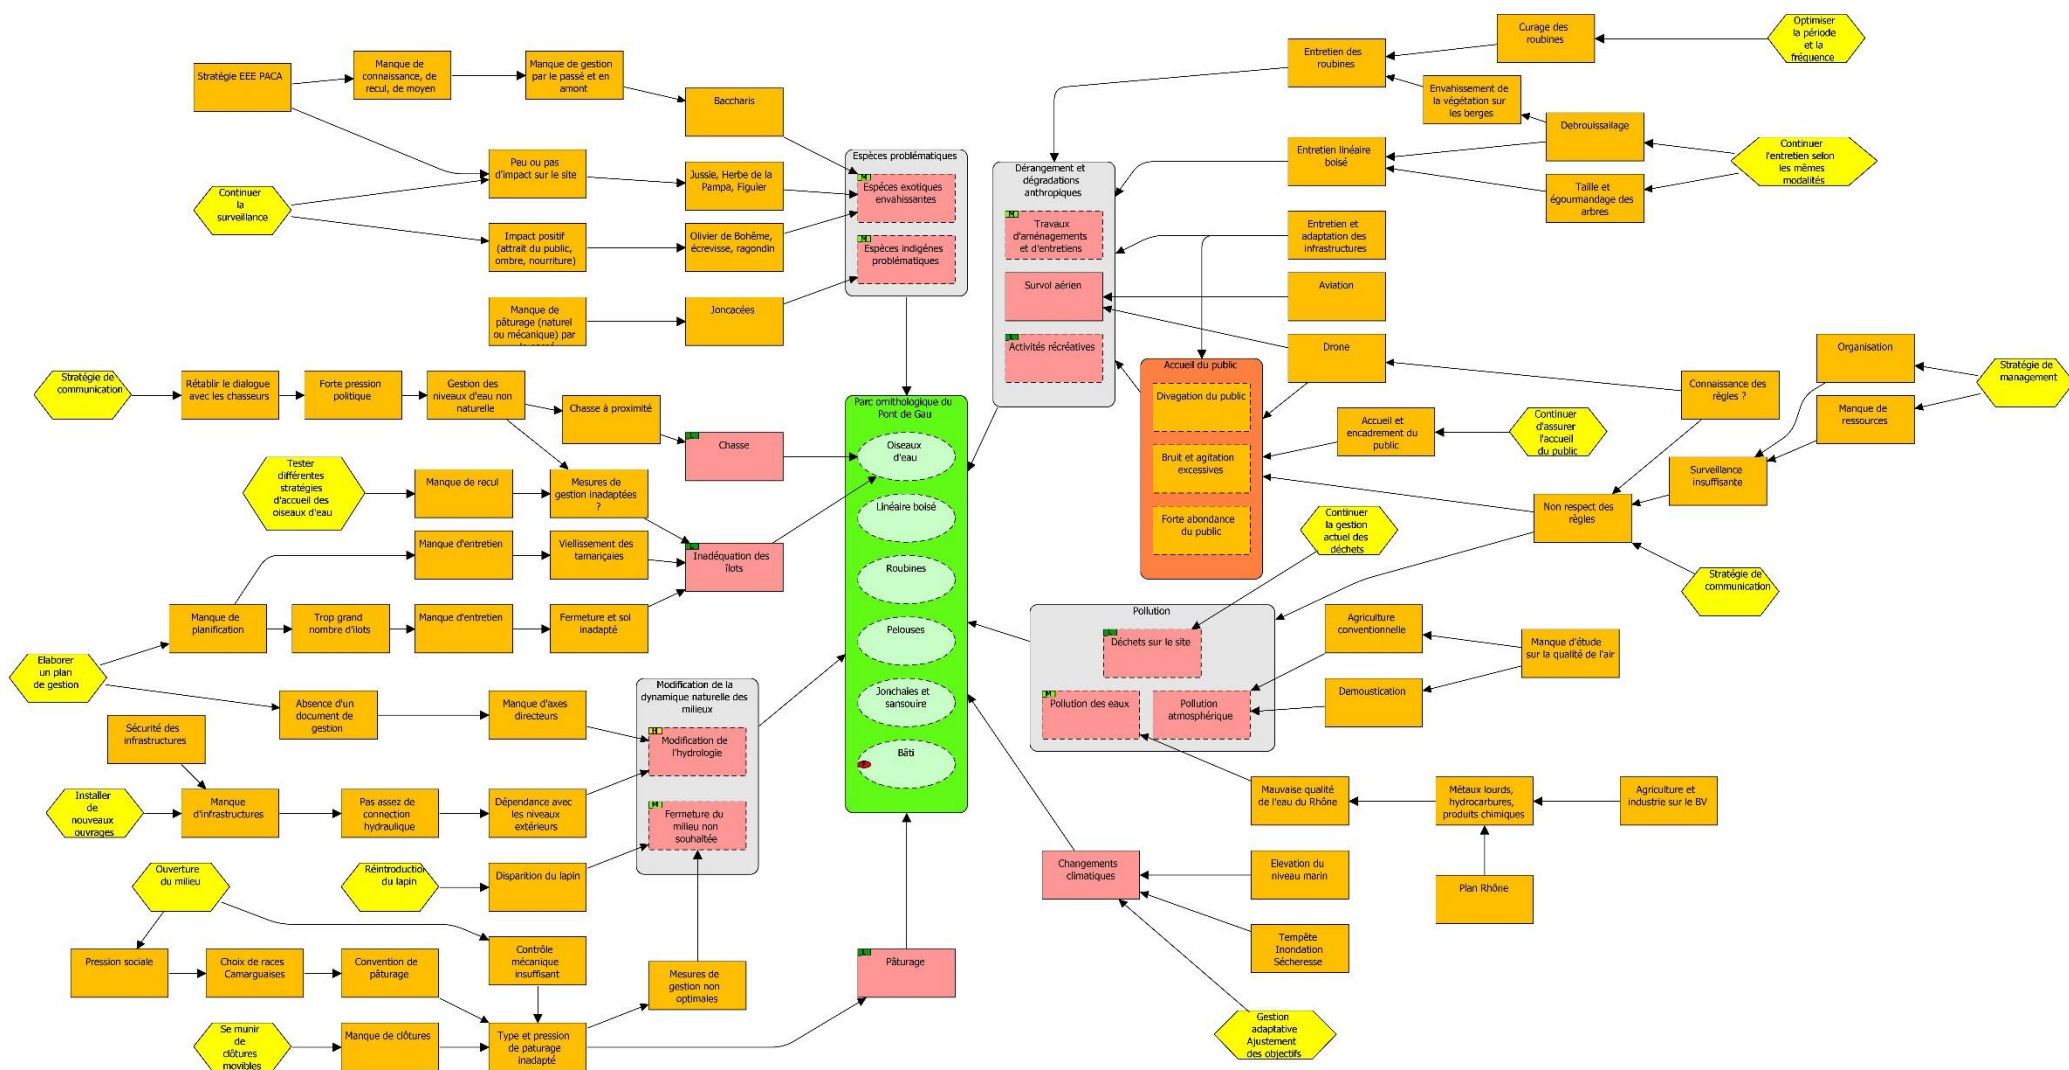 Stratégie EEE PACA
Manque de
connaissance, de
recul, de moyen
Manque de gestion
par le passé et en
amont
Baccharis
Continuer
la
surveillance
Peu ou pas
d'impact sur le site
Jussie, Herbe de la
Pampa, Figuier
Impact positif
(attrait du public,
ombre, nourriture)
Olivier de Bohême,
écrevisse, ragondin
Manque de
pâturage (naturel
ou mécanique) par
Joncacées
Espèces problématiques
M
Espéces exotiques
envahissantes
M
Espèces indigénes
problématiques
Stratégie de
communication
Rétablir le dialogue
avec les chasseurs
Forte pression
politique
Gestion des
niveaux d'eau non
naturelle
Chasse à proximité
L
Chasse
Tester
différentes
stratégies
d'accueil des
oiseaux d'eau
Manque de recul
Mesures de
gestion inadaptées
?
Manque d'entretien
Viellissement des
tamariçaies
L
Inadéquation des
îlots
Manque de
planification
Trop grand
nombre d'ilots
Manque d'entretien
Fermeture et sol
inadapté
Elaborer
un plan
de gestion
Absence d'un
document de
gestion
Manque d'axes
directeurs
Sécurité des
infrastructures
Installer
de
nouveaux
ouvrages
Manque
d'infrastructures
Pas assez de
connection
hydraulique
Dépendance avec
les niveaux
extérieurs
Modification de la
dynamique naturelle des
milieux
H
Modification de
l'hydrologie
M
Fermeture du
milieu non
souhaitée
Ouverture
du milieu
Réintroduction
du lapin
Disparition du lapin
Pression sociale
Choix de races
Camarguaises
Convention de
pâturage
Contrôle
mécanique
insuffisant
Mesures de
gestion non
optimales
Se munir
de
clôtures
movibles
Manque de clôtures
Type et pression
de paturage
inadapté
L
Pâturage
Parc ornithologique du
Pont de Gau
Oiseaux
d'eau
Linéaire boisé
Roubines
Pelouses
Jonchaies et
sansouire
Bâti
Dérangement et
dégradations
anthropiques
M
Travaux
d'aménagements
et d'entretiens
Survol aérien
L
Activités récréatives
Entretien des
roubines
Curage des
roubines
Optimiser
la période
et la
fréquence
Envahissement de
la végétation sur
les berges
Debrouissailage
Entretien linéaire
boisé
Continuer
l'entretien selon
les mêmes
modalités
Taille et
égourmandage des
arbres
Entretien et
adaptation des
infrastructures
Aviation
Drone
Accueil du public
Divagation du public
Bruit et agitation
excessives
Forte abondance
du public
Accueil et
encadrement du
public
Continuer
d'assurer
l'accueil
du public
Connaissance des
règles ?
Organisation
Stratégie de
management
Manque de
ressources
Surveillance
insuffisante
Non respect des
règles
Stratégie de
communication
Continuer
la gestion
actuel des
déchets
Pollution
L
Déchets sur le site
M
Pollution des eaux
Pollution
atmosphérique
Agriculture
conventionnelle
Manque d'étude
sur la qualité de l'air
Demoustication
Mauvaise qualité
de l'eau du Rhône
Métaux lourds,
hydrocarbures,
produits chimiques
Agriculture et
industrie sur le BV
Plan Rhône
Changements
climatiques
Elevation du
niveau marin
Tempête
Inondation
Sécheresse
Gestion
adaptative
Ajustement
des objectifs